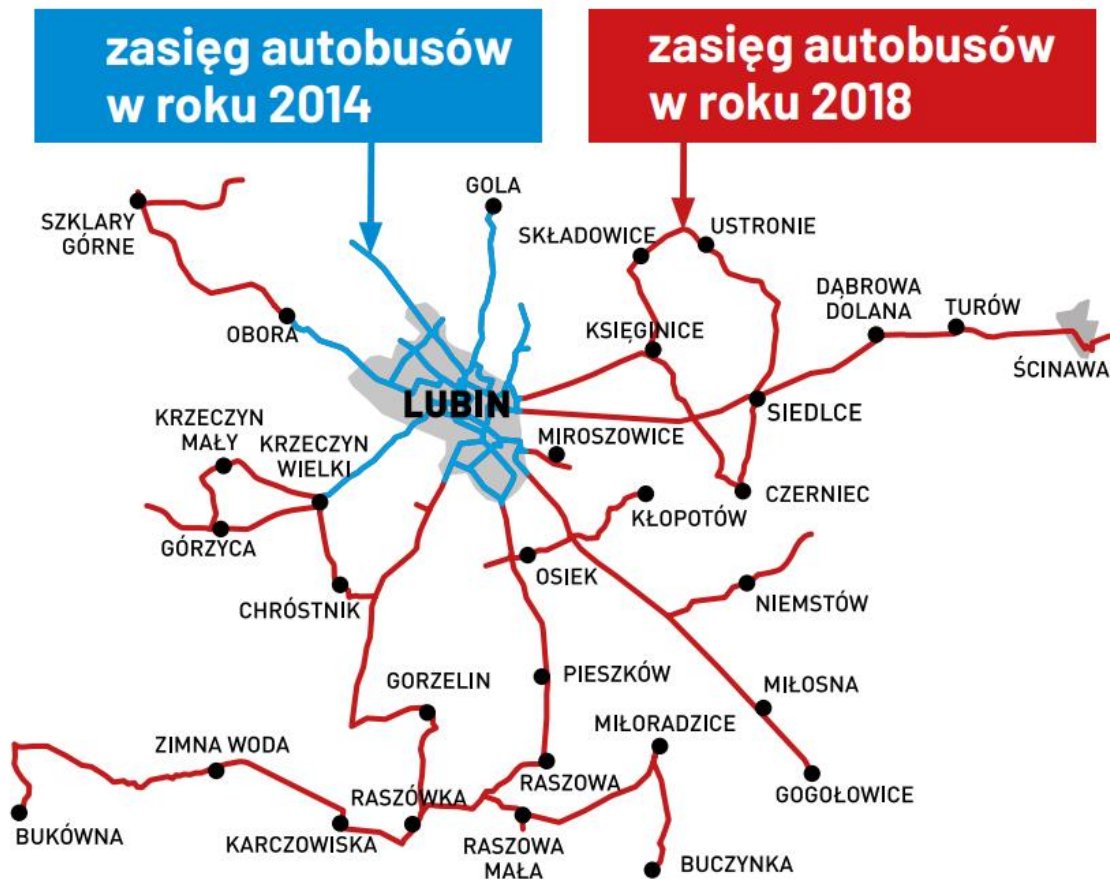 zasięg autobusów
w roku 2014
zasięg autobusów
w roku 2018
GOLA
SZKLARY
GÓRNE
SKŁADOWICE
USTRONIE
DĄBROWA
DOLANA
TURÓW
OBORA
KSIĘGINICE
ŚCINAWA
LUBIN
SIEDLCE
KRZECZYN
MAŁY
KRZECZYN
WIELKI
MIROSZOWICE
CZERNIEC
KŁOPOTÓW
GÓRZYCA
OSIEK
CHRÓSTNIK
NIEMSTÓW
PIESZKÓW
GORZELIN
MIŁOSNA
MIŁORADZICE
ZIMNA WODA
RASZOWA
GOGOŁOWICE
RASZÓWKA
BUKÓWNA
KARCZOWISKA
RASZOWA
MAŁA
BUCZYNKA